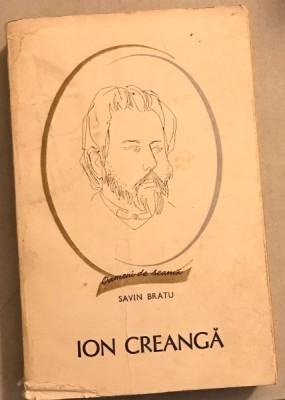 Oameni de seamă
SAVIN BRATU
ION CREANGĂ